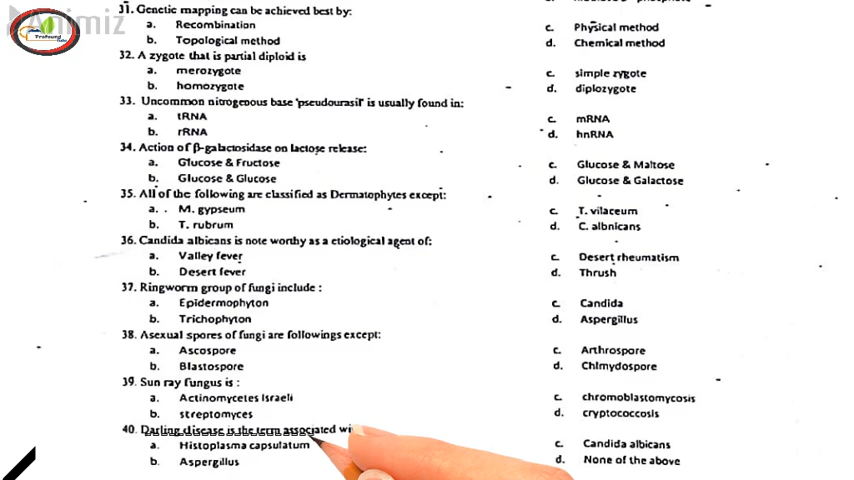 Animiz
31. Genetic mapping can be achieved best by:
a. Recombination
c. Physical method
b. Topological method
d. Chemical method
32. A zygote that is partial diploid is
a. merozygote
c. simple zygote
b. homozygote
d. diplozygote
33. Uncommon nitrogenous base 'pseudourasil' is usually found in:
a. tRNA
c. mRNA
b. rRNA
d. hnRNA
34. Action of β-galactosidase on lactose release:
a. Glucose & Fructose
c. Glucose & Maltose
b. Glucose & Glucose
d. Glucose & Galactose
35. All of the following are classified as Dermatophytes except:
a. . M. gypseum
c. T. vilaceum
b. T. rubrum
d. C. albnicans
36. Candida albicans is note worthy as a etiological agent of:
a. Valley fever
c. Desert rheumatism
b. Desert fever
d. Thrush
37. Ringworm group of fungi include :
a. Epidermophyton
c. Candida
b. Trichophyton
d. Aspergillus
38. Asexual spores of fungi are followings except:
a. Ascospore
c. Arthrospore
b. Blastospore
d. Chlmydospore
39. Sun ray fungus is :
a. Actinomycetes Israeli
c. chromoblastomycosis
b. streptomyces
d. cryptococcosis
40. Darling disease is the term associated wi
a. Histoplasma capsulatum
c. Candida albicans
b. Aspergillus
d. None of the above